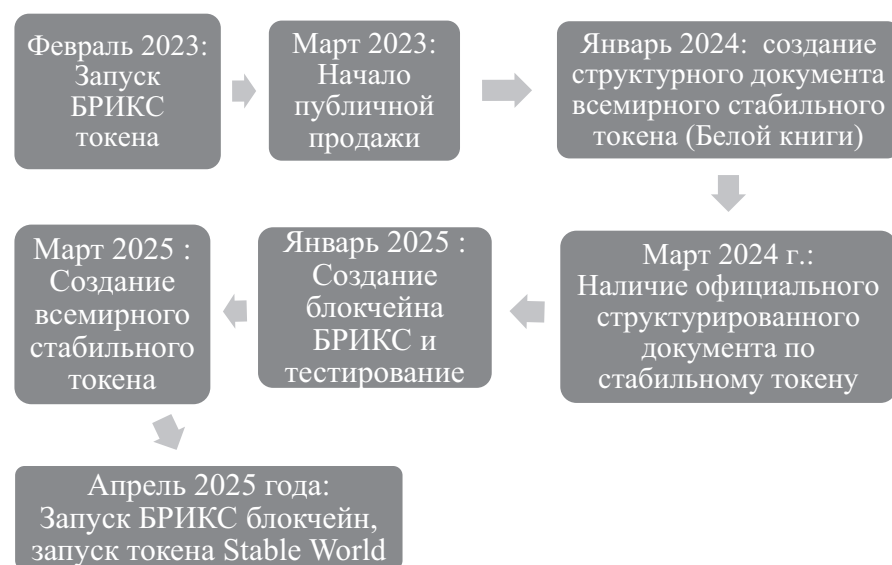 Февраль 2023:
Запуск
БРИКС
токена
Март 2023:
Начало
публичной
продажи
Январь 2024: создание
структурного документа
всемирного стабильного
токена (Белой книги)
Март 2024 г.:
Наличие официального
структурированного
документа по
стабильному токену
Январь 2025 :
Создание
блокчейна
БРИКС и
тестирование
Март 2025 :
Создание
всемирного
стабильного
токена
Апрель 2025 года:
Запуск БРИКС блокчейн,
запуск токена Stable World